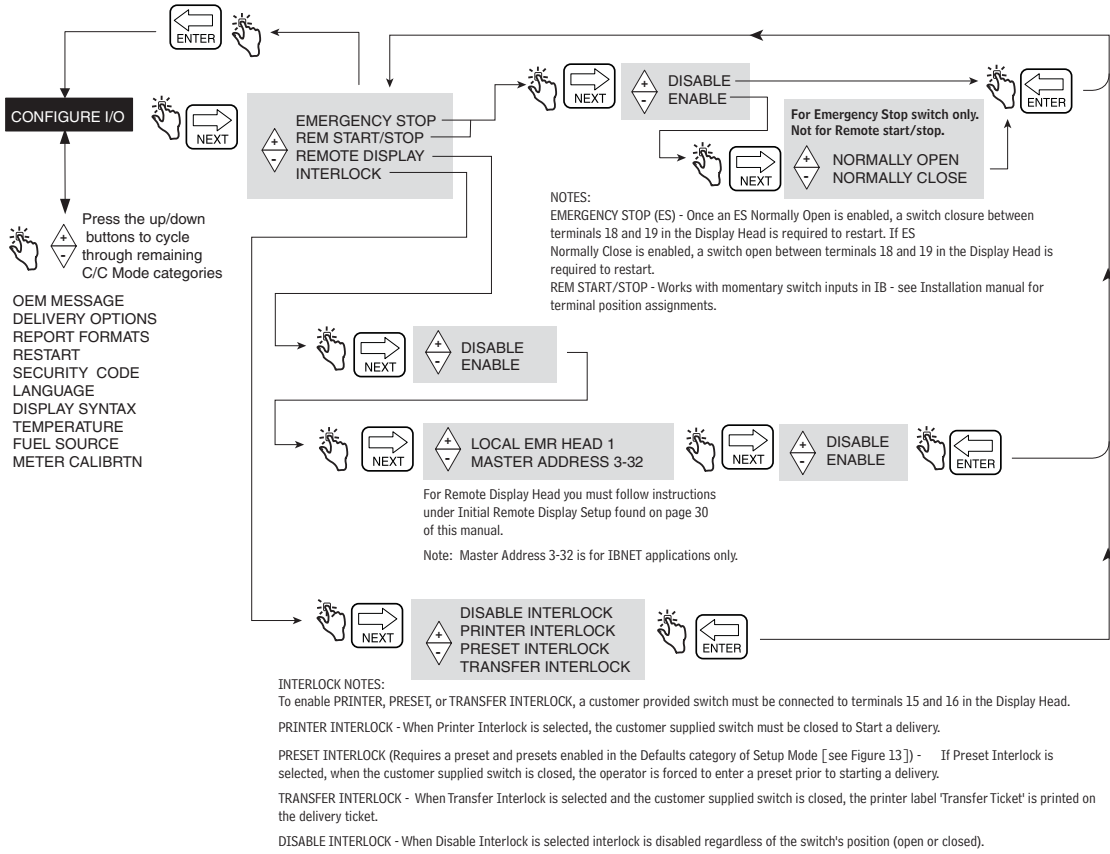 ENTER
CONFIGURE I/O
NEXT
+
-
EMERGENCY STOP
REM START/STOP
REMOTE DISPLAY
INTERLOCK
NEXT
+
-
DISABLE
ENABLE
ENTER
NEXT
For Emergency Stop switch only.
Not for Remote start/stop.
+
-
NORMALLY OPEN
NORMALLY CLOSE
+
-
Press the up/down
buttons to cycle
through remaining
C/C Mode categories
OEM MESSAGE
DELIVERY OPTIONS
REPORT FORMATS
RESTART
SECURITY CODE
LANGUAGE
DISPLAY SYNTAX
TEMPERATURE
FUEL SOURCE
METER CALIBRTN
NOTES:
EMERGENCY STOP (ES) - Once an ES Normally Open is enabled, a switch closure between
terminals 18 and 19 in the Display Head is required to restart. If ES
Normally Close is enabled, a switch open between terminals 18 and 19 in the Display Head is
required to restart.
REM START/STOP - Works with momentary switch inputs in IB - see Installation manual for
terminal position assignments.
NEXT
+
-
DISABLE
ENABLE
NEXT
+
-
LOCAL EMR HEAD 1
MASTER ADDRESS 3-32
NEXT
+
-
DISABLE
ENABLE
ENTER
For Remote Display Head you must follow instructions
under Initial Remote Display Setup found on page 30
of this manual.
Note: Master Address 3-32 is for IBNET applications only.
NEXT
+
-
DISABLE INTERLOCK
PRINTER INTERLOCK
PRESET INTERLOCK
TRANSFER INTERLOCK
ENTER
INTERLOCK NOTES:
To enable PRINTER, PRESET, or TRANSFER INTERLOCK, a customer provided switch must be connected to terminals 15 and 16 in the Display Head.
PRINTER INTERLOCK - When Printer Interlock is selected, the customer supplied switch must be closed to Start a delivery.
PRESET INTERLOCK (Requires a preset and presets enabled in the Defaults category of Setup Mode [see Figure 13]) - If Preset Interlock is
selected, when the customer supplied switch is closed, the operator is forced to enter a preset prior to starting a delivery.
TRANSFER INTERLOCK - When Transfer Interlock is selected and the customer supplied switch is closed, the printer label 'Transfer Ticket' is printed on
the delivery ticket.
DISABLE INTERLOCK - When Disable Interlock is selected interlock is disabled regardless of the switch's position (open or closed).